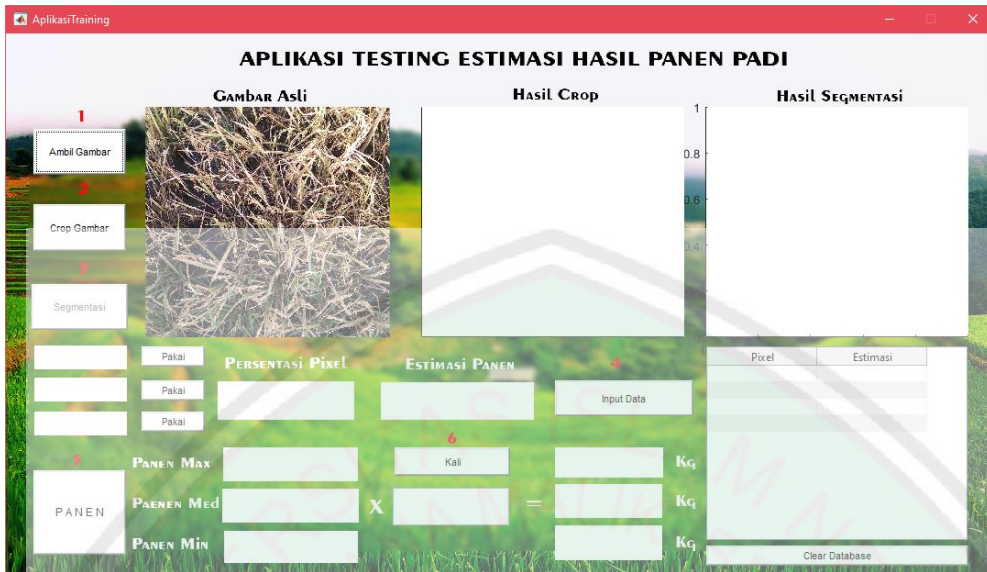 AplikasiTraining
APLIKASI TESTING ESTIMASI HASIL PANEN PADI
Gambar Asli
Hasil Crop
Hasil Segmentasi
1
Ambil Gambar
2
Crop Gambar
3
Segmentasi
1
0.8
0.6
0.4
Pakai
Pakai
Pakai
Persentasi Pixel
Estimasi Panen
4
Input Data
Pixel Estimasi
5
PANEN
Panen Max
Paenen Med
Panen Min
6
Kali
X
=
Kg
Kg
Kg
Clear Database